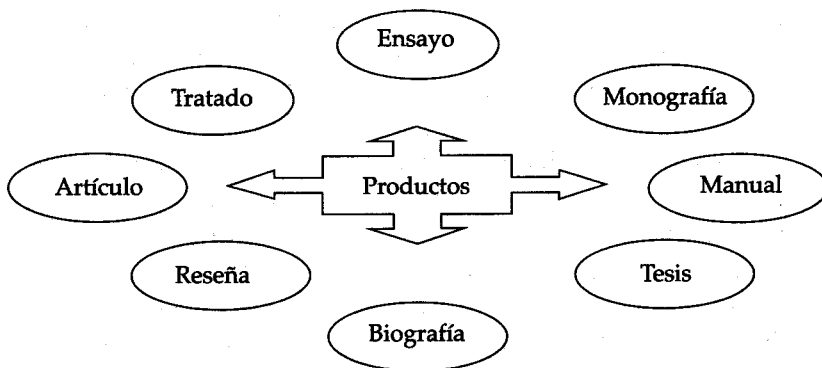 Ensayo
Tratado
Monografía
Artículo
Productos
Manual
Reseña
Tesis
Biografía